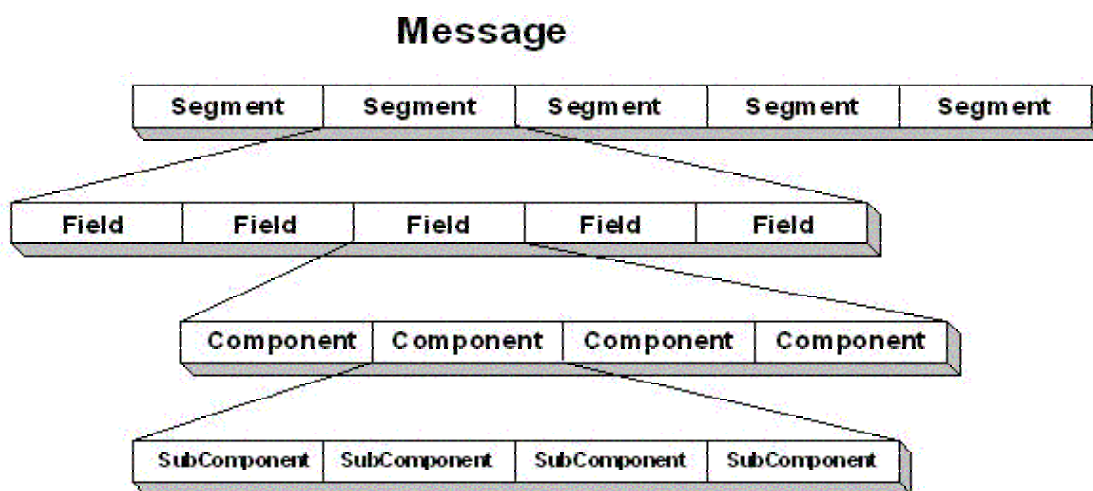 Message
Segment Segment Segment Segment Segment
Field Field Field Field Field
Component Component Component Component
SubComponent SubComponent SubComponent SubComponent